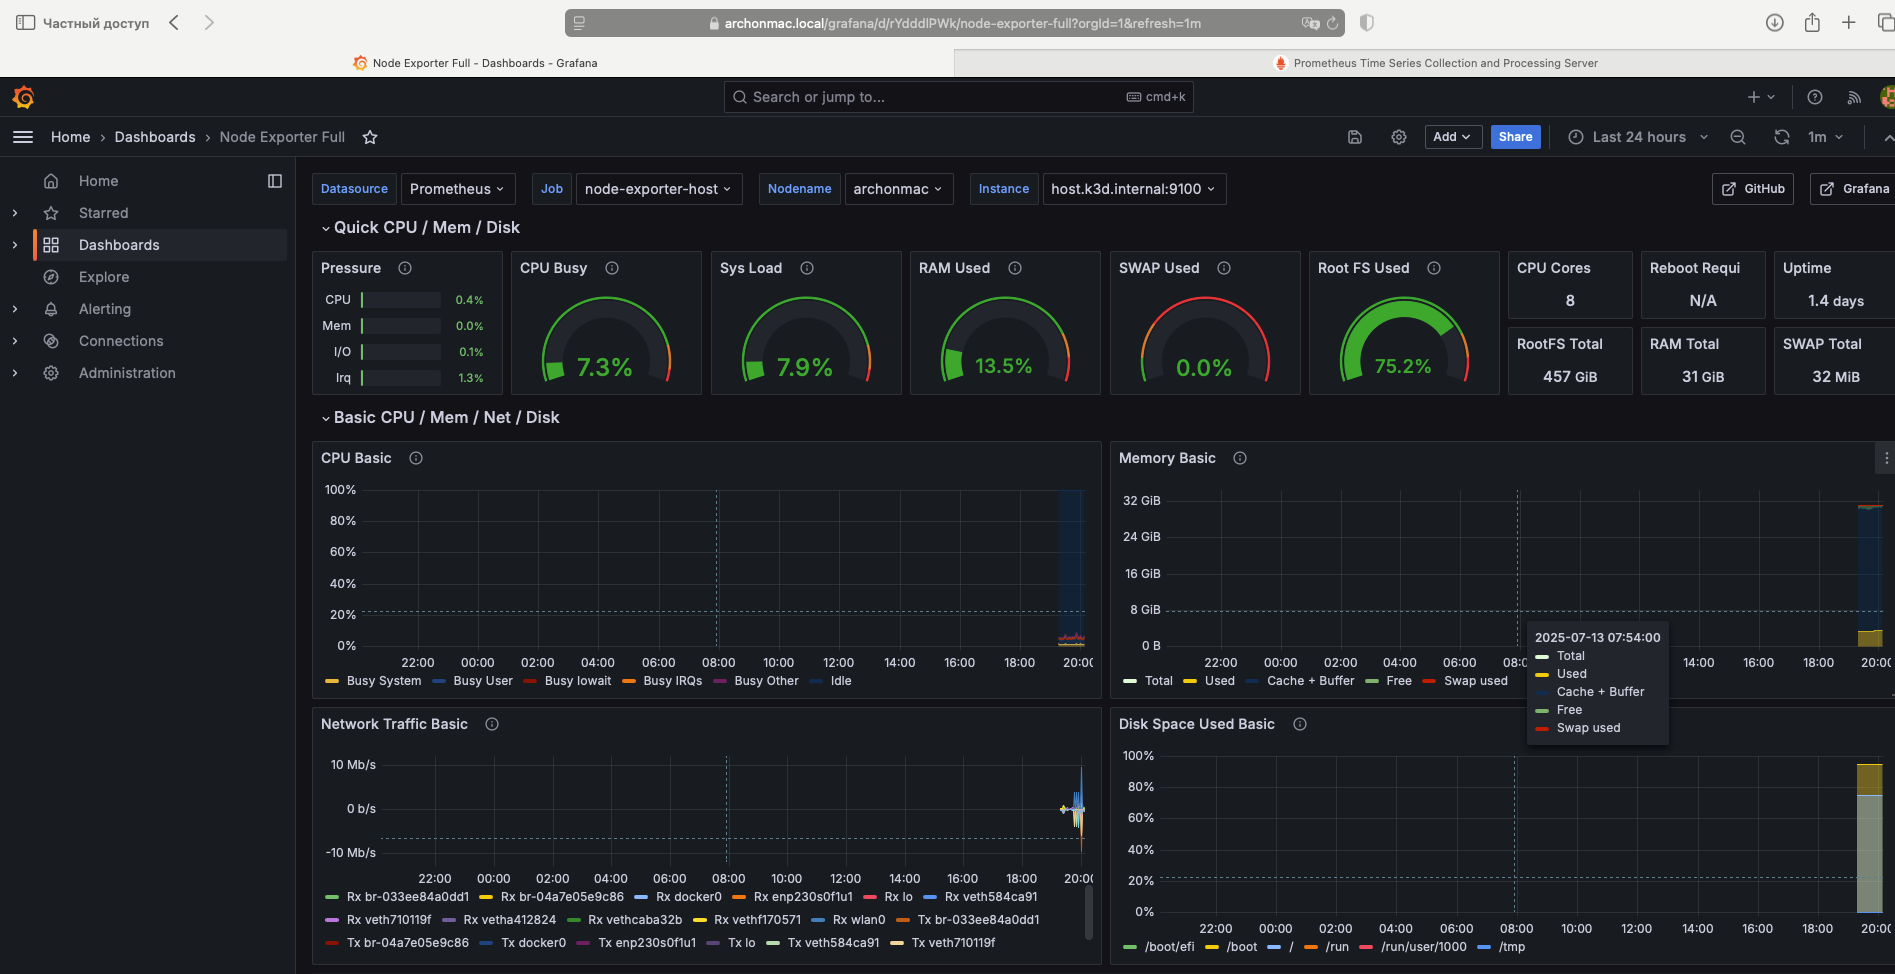 Частный доступ
archonmac.local/grafana/d/rYdddlPWk/node-exporter-full?orgId=1&refresh=1m
Node Exporter Full - Dashboards - Grafana
Prometheus Time Series Collection and Processing Server
Search or jump to...
cmd+k
Home › Dashboards › Node Exporter Full
Add
Share
Last 24 hours
1m
Home
Starred
Dashboards
Explore
Alerting
Connections
Administration
Datasource Prometheus
Job node-exporter-host
Nodename archonmac
Instance host.k3d.internal:9100
GitHub
Grafana
Quick CPU / Mem / Disk
Pressure
CPU 0.4%
Mem 0.0%
I/O 0.1%
Irq 1.3%
CPU Busy
7.3%
Sys Load
7.9%
RAM Used
13.5%
SWAP Used
0.0%
Root FS Used
75.2%
CPU Cores
8
Reboot Requi
N/A
Uptime
1.4 days
RootFS Total
457 GiB
RAM Total
31 GiB
SWAP Total
32 MiB
Basic CPU / Mem / Net / Disk
CPU Basic
100%
80%
60%
40%
20%
0%
22:00 00:00 02:00 04:00 06:00 08:00 10:00 12:00 14:00 16:00 18:00 20:00
Busy System Busy User Busy Iowait Busy IRQs Busy Other Idle
Memory Basic
32 GiB
24 GiB
16 GiB
8 GiB
0 B
22:00 00:00 02:00 04:00 06:00 08:0 14:00 16:00 18:00 20:00
Total Used Cache + Buffer Free Swap used
2025-07-13 07:54:00
Total
Used
Cache + Buffer
Free
Swap used
Network Traffic Basic
10 Mb/s
0 b/s
-10 Mb/s
22:00 00:00 02:00 04:00 06:00 08:00 10:00 12:00 14:00 16:00 18:00 20:00
Rx br-033ee84a0dd1 Rx br-04a7e05e9c86 Rx docker0 Rx enp230s0f1u1 Rx lo Rx veth584ca91
Rx veth710119f Rx vetha412824 Rx vethcaba32b Rx vethf170571 Rx wlan0 Tx br-033ee84a0dd1
Tx br-04a7e05e9c86 Tx docker0 Tx enp230s0f1u1 Tx lo Tx veth584ca91 Tx veth710119f
Disk Space Used Basic
100%
80%
60%
40%
20%
0%
22:00 00:00 02:00 04:00 06:00 08:00 10:00 12:00 14:00 16:00 18:00 20:00
/boot/efi /boot / /run /run/user/1000 /tmp